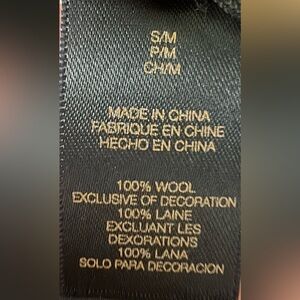 S/M
P/M
CH/M
MADE IN CHINA
FABRIQUE EN CHINE
HECHO EN CHINA
100% WOOL
EXCLUSIVE OF DECORATION
100% LAINE
EXCLUANT LES
DEXORATIONS
100% LANA
SOLO PARA DECORACION